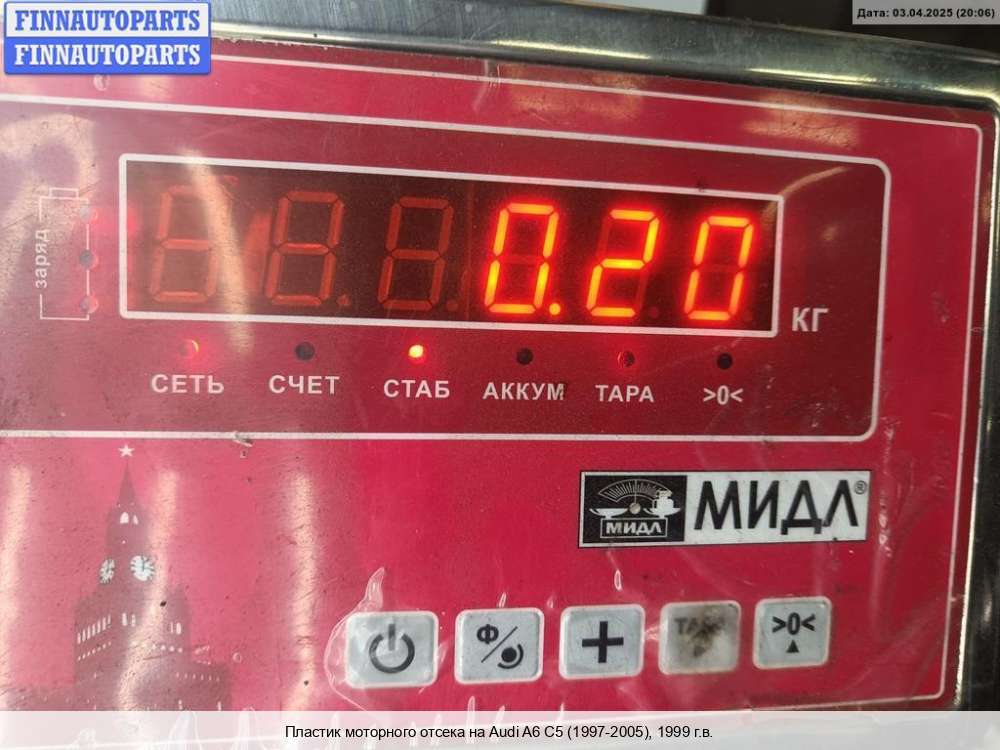 FINNAUTOPARTS
FINNAUTOPARTS
Дата: 03.04.2025 (20:06)
заряд
0.20
КГ
СЕТЬ СЧЕТ СТАБ АККУМ ТАРА >0<
МИДЛ МИДЛ®
Ф +  >0<
Пластик моторного отсека на Audi A6 C5 (1997-2005), 1999 г.в.